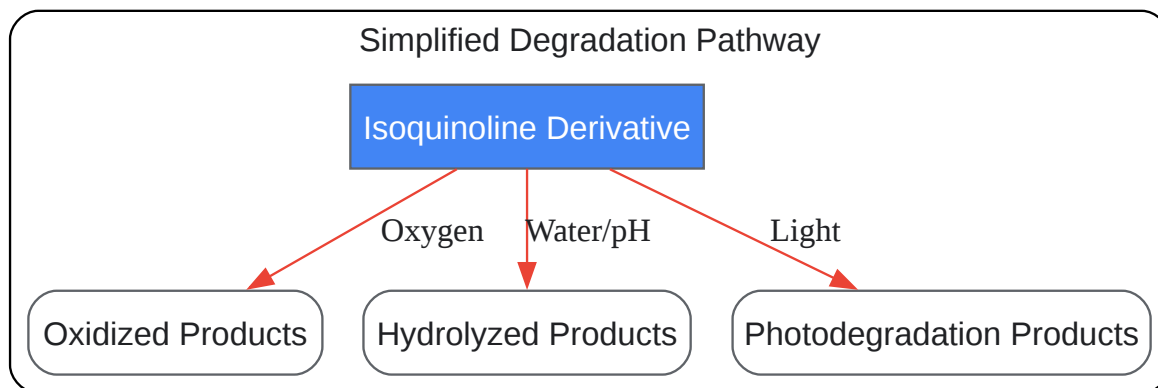 Simplified Degradation Pathway
Isoquinoline Derivative
Oxygen
Water/pH
Light
Oxidized Products
Hydrolyzed Products
Photodegradation Products